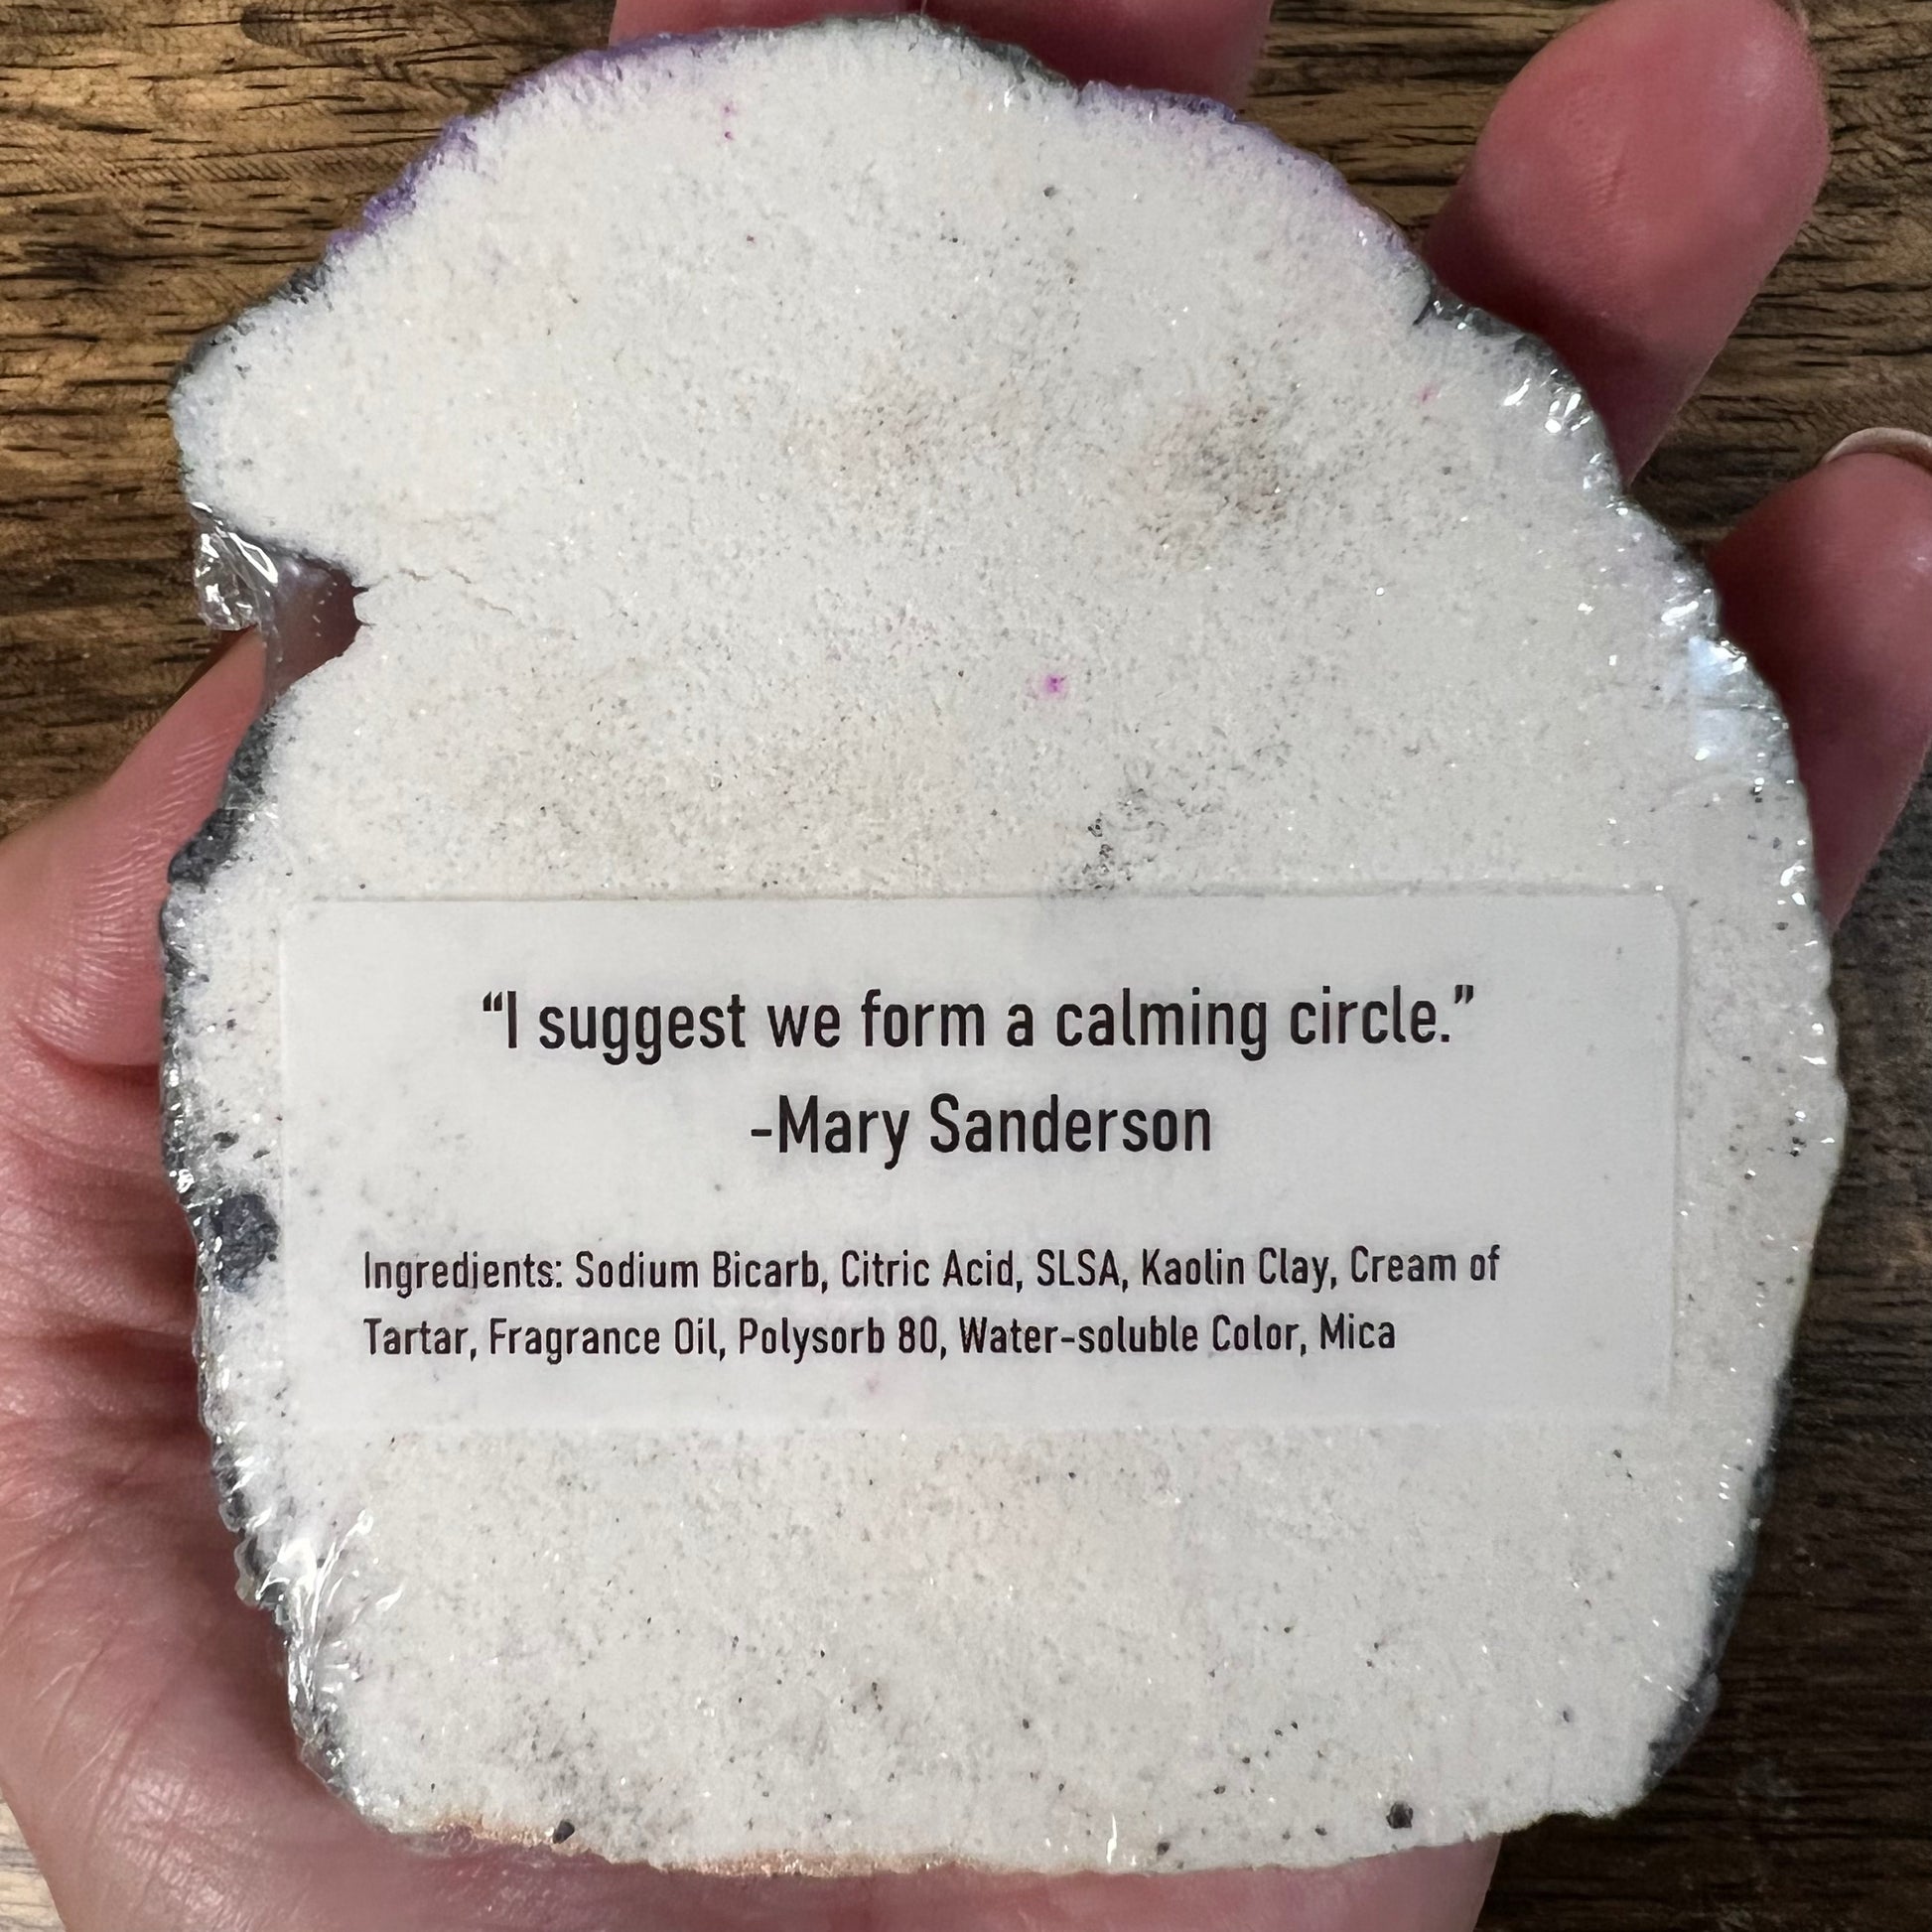 “I suggest we form a calming circle.”
-Mary Sanderson
Ingredients: Sodium Bicarb, Citric Acid, SLSA, Kaolin Clay, Cream of
Tartar, Fragrance Oil, Polysorb 80, Water-soluble Color, Mica